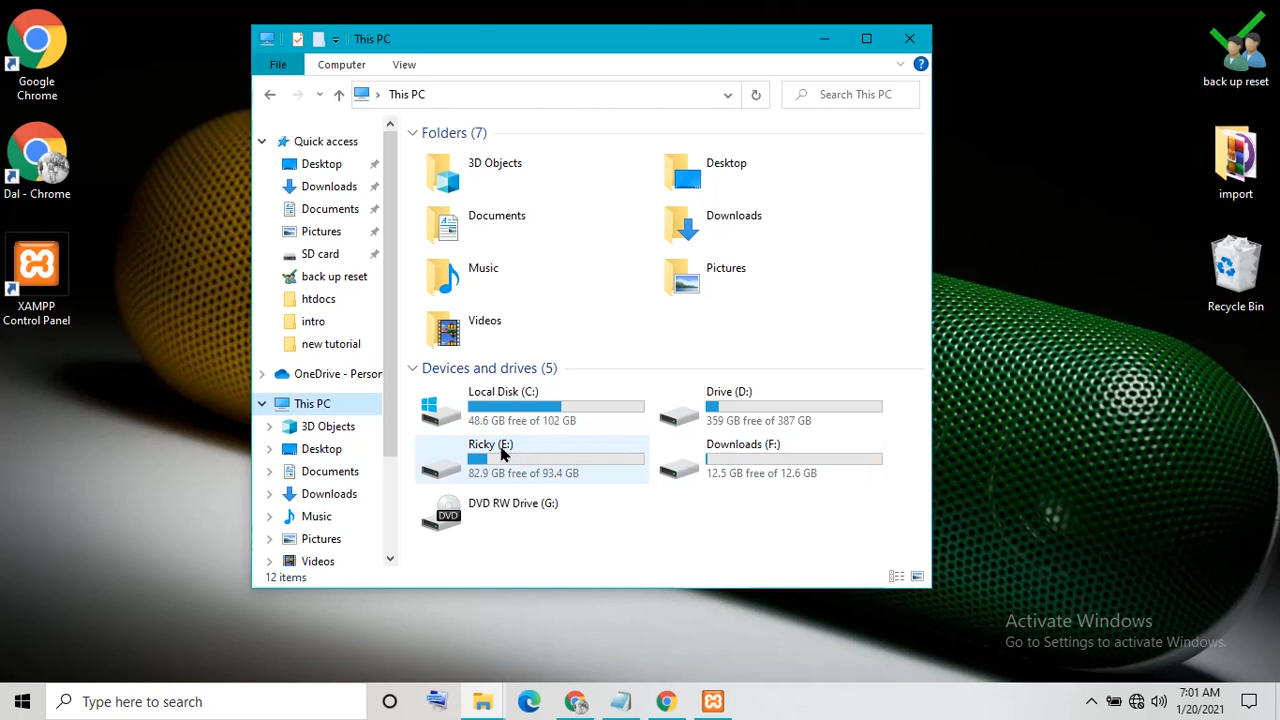 Google
Chrome
Dal - Chrome
XAMPP
Control Panel
This PC
File
Computer
View
This PC
Search This PC
Quick access
Desktop
Downloads
Documents
Pictures
SD card
back up reset
htdocs
intro
new tutorial
OneDrive - Person
This PC
3D Objects
Desktop
Documents
Downloads
Music
Pictures
Videos
Folders (7)
3D Objects
Desktop
Documents
Downloads
Music
Pictures
Videos
Devices and drives (5)
Local Disk (C:)
48.6 GB free of 102 GB
Drive (D:)
359 GB free of 387 GB
Ricky (E:)
82.9 GB free of 93.4 GB
Downloads (F:)
12.5 GB free of 12.6 GB
DVD
DVD RW Drive (G:)
12 items
back up reset
import
Recycle Bin
Activate Windows
Go to Settings to activate Windows.
Type here to search
7:01 AM
1/20/2021